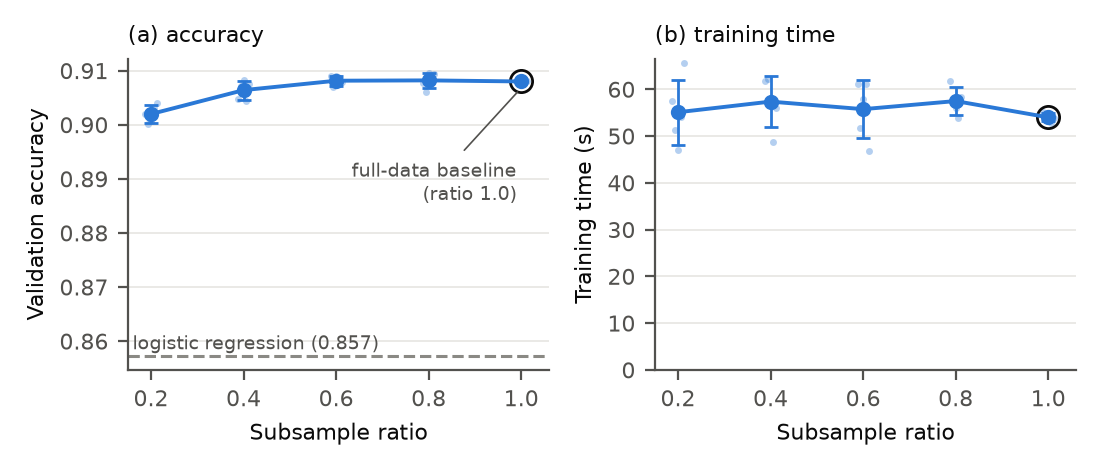 (a) accuracy
Validation accuracy
0.91
0.90
0.89
0.88
0.87
0.86
full-data baseline
(ratio 1.0)
logistic regression (0.857)
0.2 0.4 0.6 0.8 1.0
Subsample ratio
(b) training time
Training time (s)
60
50
40
30
20
10
0
0.2 0.4 0.6 0.8 1.0
Subsample ratio